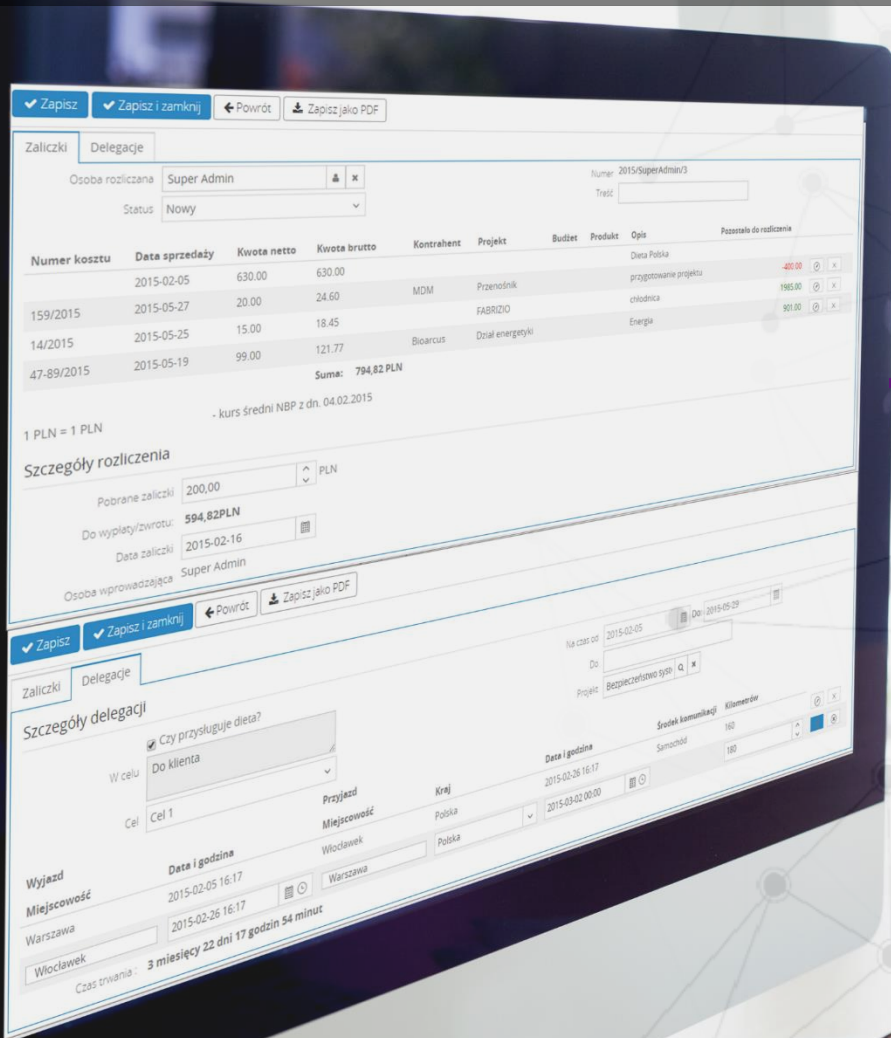 Zapisz Zapisz i zamknij Powrót Zapisz jako PDF
Zaliczki Delegacje
Osoba rozliczana Super Admin Numer 2015/SuperAdmin/3
Status Nowy Treść
Numer kosztu Data sprzedaży Kwota netto Kwota brutto Kontrahent Projekt Budżet Produkt Opis Pozostało do rozliczenia
2015-02-05 630.00 630.00 Dieta Polska
159/2015 2015-05-27 20.00 24.60 MDM Przenośnik przygotowanie projektu -400.00
14/2015 2015-05-25 15.00 18.45 FABRIZIO chłodnica 1985.00
47-89/2015 2015-05-19 99.00 121.77 Bioarcus Dział energetyki Energia 901.00
Suma: 794,82 PLN
1 PLN = 1 PLN - kurs średni NBP z dn. 04.02.2015
Szczegóły rozliczenia
Pobrane zaliczki 200,00 PLN
Do wypłaty/zwrotu: 594,82PLN
Data zaliczki 2015-02-16
Osoba wprowadzająca Super Admin
Zapisz Zapisz i zamknij Powrót Zapisz jako PDF
Zaliczki Delegacje
Szczegóły delegacji
Na czas od 2015-02-05 Do: 2015-05-29
Do
Projekt Bezpieczeństwo syst
Czy przysługuje dieta?
W celu Do klienta
Cel Cel 1
Wyjazd Przyjazd
Miejscowość Data i godzina Miejscowość Kraj Data i godzina Środek komunikacji Kilometrów
Warszawa 2015-02-05 16:17 Włocławek Polska 2015-02-26 16:17 Samochód 160
Włocławek 2015-02-26 16:17 Warszawa Polska 2015-03-02 00:00 180
Czas trwania : 3 miesięcy 22 dni 17 godzin 54 minut